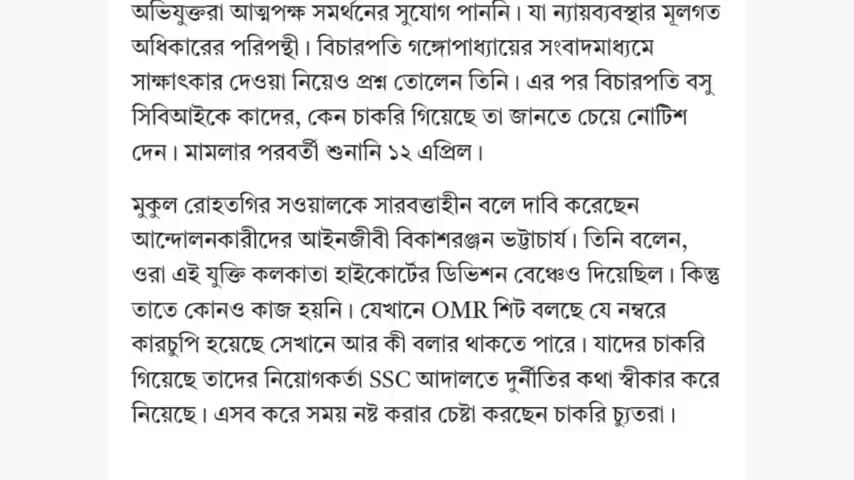 অভিযুক্তরা আত্মপক্ষ সমর্থনের সুযোগ পাননি। যা ন্যায়ব্যবস্থার মূলগত
অধিকারের পরিপন্থী। বিচারপতি গঙ্গোপাধ্যায়ের সংবাদমাধ্যমে
সাক্ষাৎকার দেওয়া নিয়েও প্রশ্ন তোলেন তিনি। এর পর বিচারপতি বসু
সিবিআইকে কাদের, কেন চাকরি গিয়েছে তা জানতে চেয়ে নোটিশ
দেন। মামলার পরবর্তী শুনানি ১২ এপ্রিল।
মুকুল রোহতগির সওয়ালকে সারবত্তাহীন বলে দাবি করেছেন
আন্দোলনকারীদের আইনজীবী বিকাশরঞ্জন ভট্টাচার্য। তিনি বলেন,
ওরা এই যুক্তি কলকাতা হাইকোর্টের ডিভিশন বেঞ্চেও দিয়েছিল। কিন্তু
তাতে কোনও কাজ হয়নি। যেখানে OMR শিট বলছে যে নম্বরে
কারচুপি হয়েছে সেখানে আর কী বলার থাকতে পারে। যাদের চাকরি
গিয়েছে তাদের নিয়োগকর্তা SSC আদালতে দুর্নীতির কথা স্বীকার করে
নিয়েছে। এসব করে সময় নষ্ট করার চেষ্টা করছেন চাকরি চ্যুতরা।